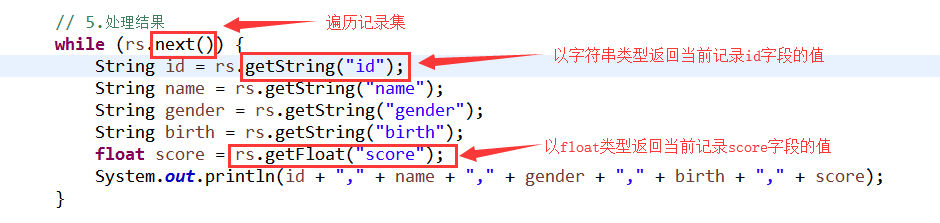 // 5.处理结果
遍历记录集
while (rs.next()) {
String id = rs.getString("id");
以字符串类型返回当前记录id字段的值
String name = rs.getString("name");
String gender = rs.getString("gender");
String birth = rs.getString("birth");
float score = rs.getFloat("score");
以float类型返回当前记录score字段的值
System.out.println(id + "," + name + "," + gender + "," + birth + "," + score);
}